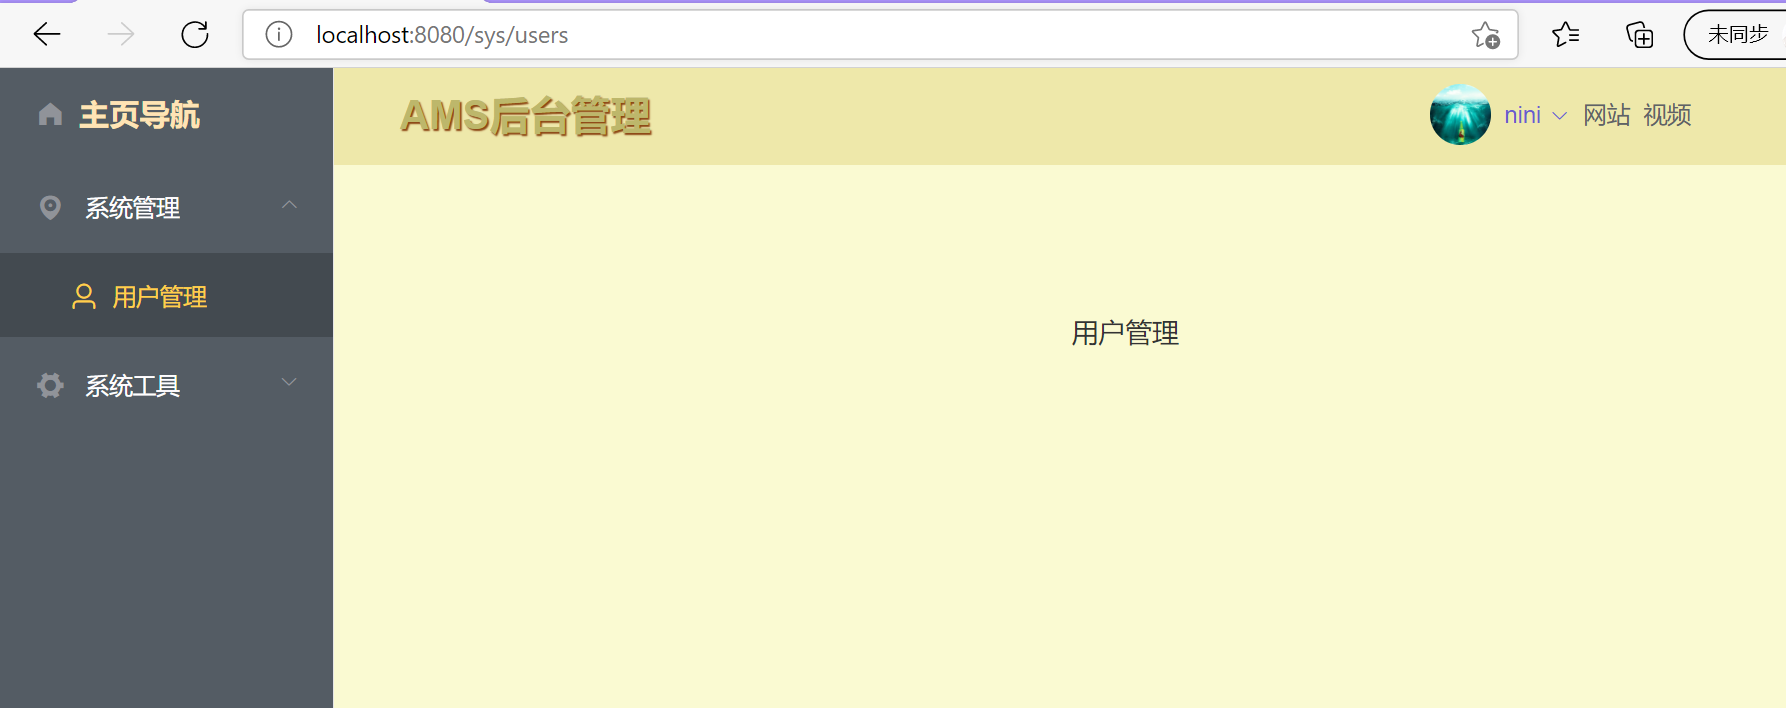 localhost:8080/sys/users
未同步
主页导航
AMS后台管理
nini 网站 视频
系统管理
用户管理
系统工具
用户管理